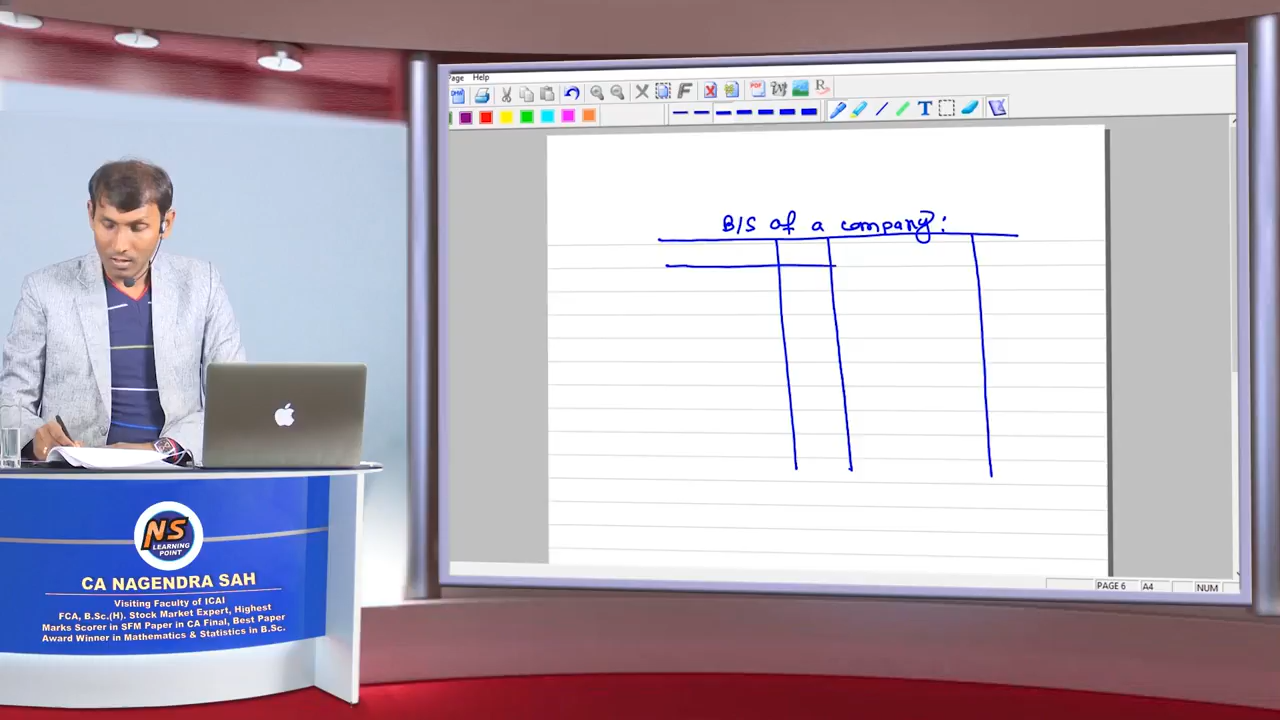 Page Help
PDF
F
T
B/S of a company:
NS
LEARNING
POINT
CA NAGENDRA SAH
Visiting Faculty of ICAI
FCA, B.Sc.(H). Stock Market Expert, Highest
Marks Scorer in SFM Paper in CA Final, Best Paper
Award Winner in Mathematics & Statistics in B.Sc.
PAGE 6 A4 NUM